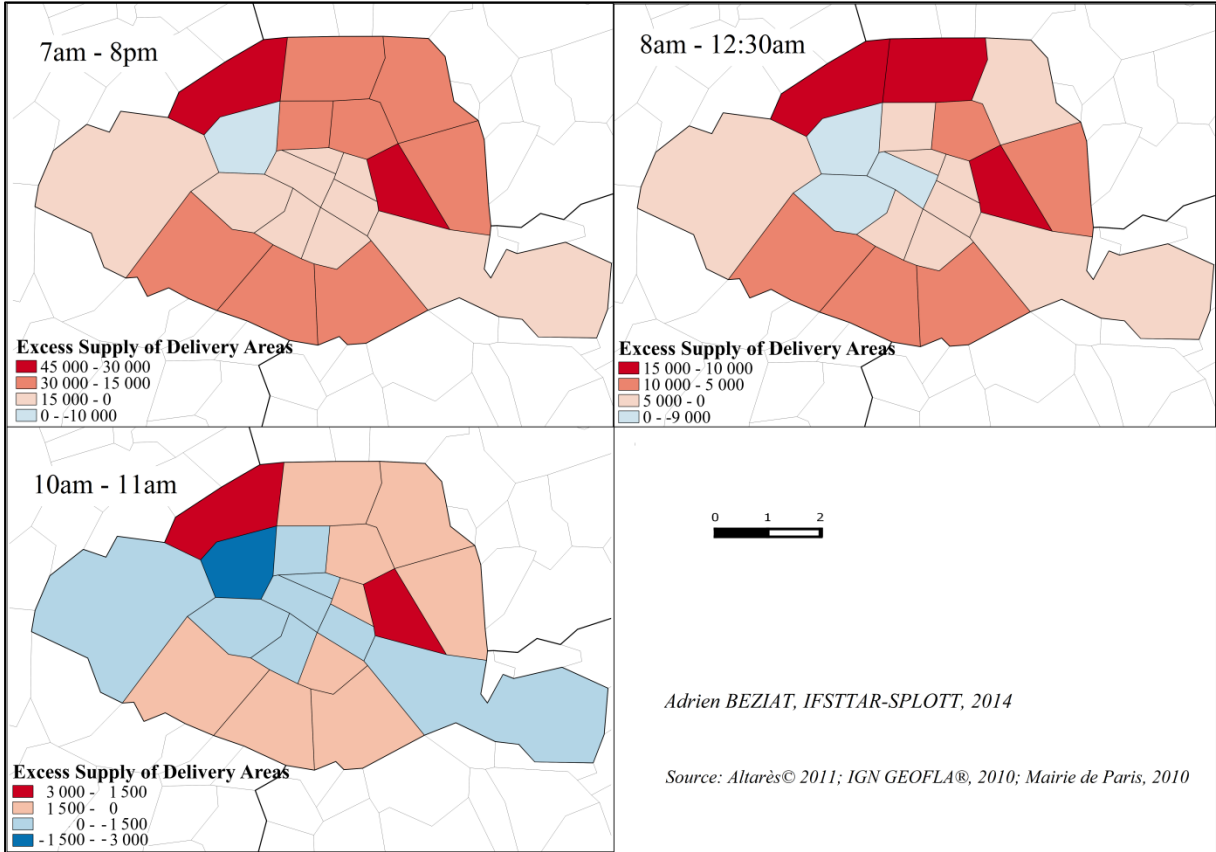 7am - 8pm
Excess Supply of Delivery Areas
45 000 - 30 000
30 000 - 15 000
15 000 - 0
0 - -10 000
8am - 12:30am
Excess Supply of Delivery Areas
15 000 - 10 000
10 000 - 5 000
5 000 - 0
0 - -9 000
10am - 11am
Excess Supply of Delivery Areas
3 000 - 1 500
1 500 - 0
0 - -1 500
-1 500 - -3 000
0 1 2
Adrien BEZIAT, IFSTTAR-SPLOTT, 2014
Source: Altarès© 2011; IGN GEOFLA®, 2010; Mairie de Paris, 2010